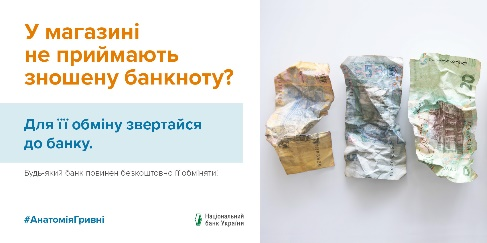 У магазині
не приймають
зношену банкноту?
Для її обміну звертайся
до банку.
Будь-який банк повинен безкоштовно її обміняти!
#АнатоміяГривні
Національний
банк України
20